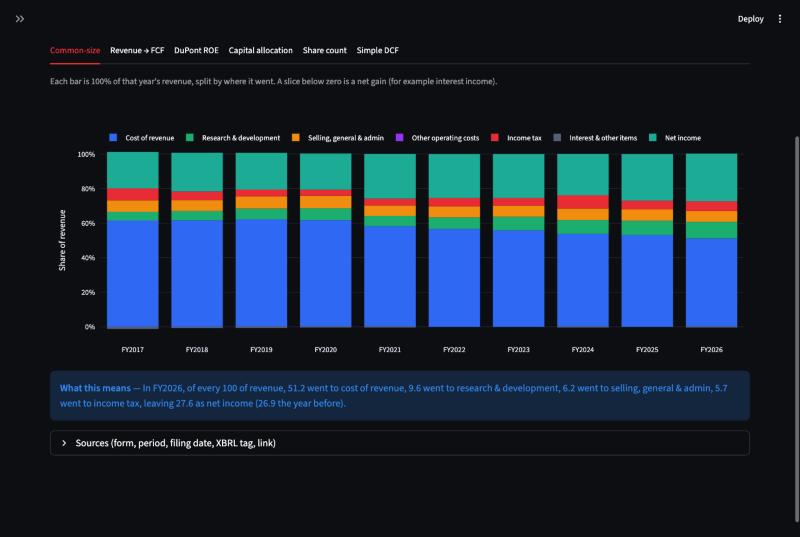 Deploy
Common-size Revenue → FCF DuPont ROE Capital allocation Share count Simple DCF
Each bar is 100% of that year's revenue, split by where it went. A slice below zero is a net gain (for example interest income).
Cost of revenue Research & development Selling, general & admin Other operating costs Income tax Interest & other items Net income
100%
80%
60%
40%
20%
0%
Share of revenue
FY2017 FY2018 FY2019 FY2020 FY2021 FY2022 FY2023 FY2024 FY2025 FY2026
What this means — In FY2026, of every 100 of revenue, 51.2 went to cost of revenue, 9.6 went to research & development, 6.2 went to selling, general & admin, 5.7
went to income tax, leaving 27.6 as net income (26.9 the year before).
Sources (form, period, filing date, XBRL tag, link)